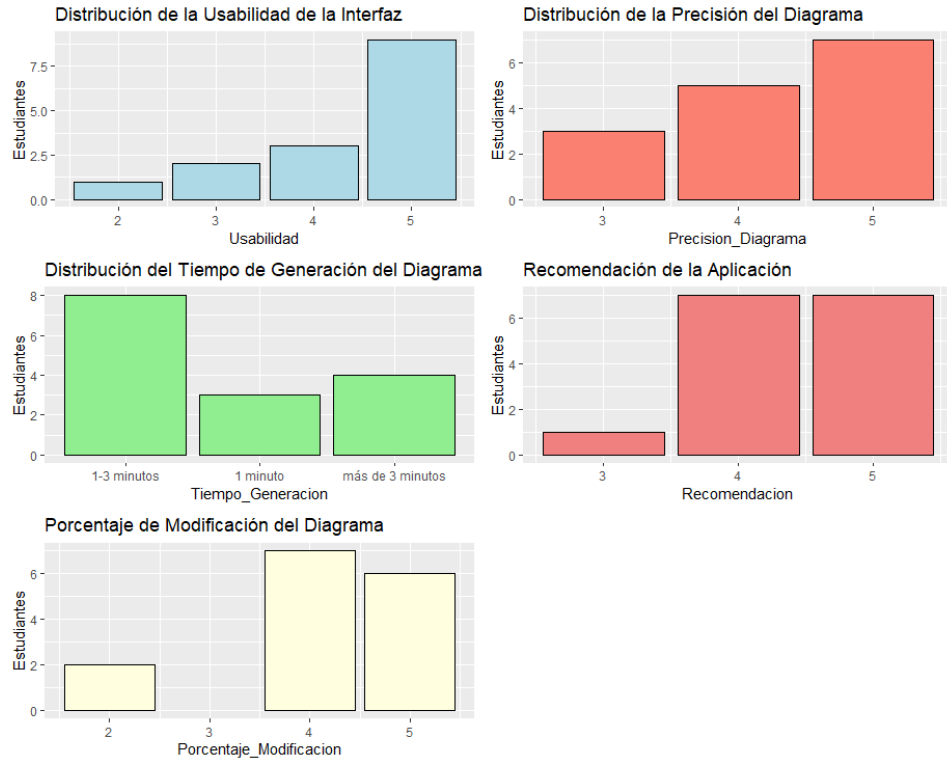 Distribución de la Usabilidad de la Interfaz
Estudiantes
7.5
5.0
2.5
0.0
2 3 4 5
Usabilidad
Distribución de la Precisión del Diagrama
Estudiantes
6
4
2
0
3 4 5
Precision_Diagrama
Distribución del Tiempo de Generación del Diagrama
Estudiantes
8
6
4
2
0
1-3 minutos 1 minuto más de 3 minutos
Tiempo_Generacion
Recomendación de la Aplicación
Estudiantes
6
4
2
0
3 4 5
Recomendacion
Porcentaje de Modificación del Diagrama
Estudiantes
6
4
2
0
2 3 4 5
Porcentaje_Modificacion